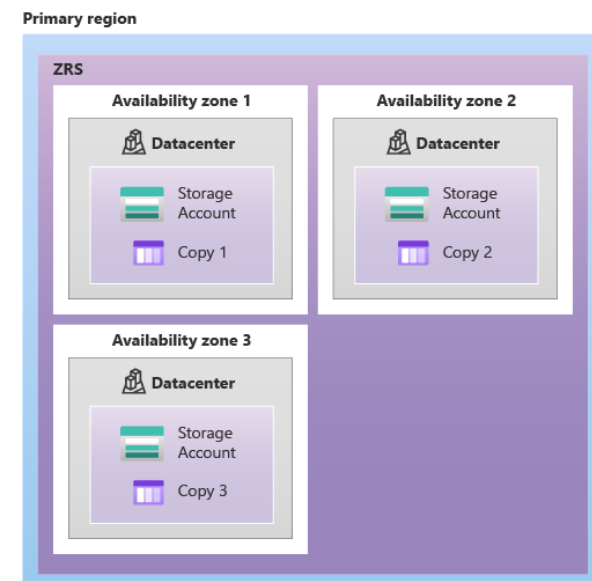 Primary region
ZRS
Availability zone 1
Datacenter
Storage
Account
Copy 1
Availability zone 2
Datacenter
Storage
Account
Copy 2
Availability zone 3
Datacenter
Storage
Account
Copy 3